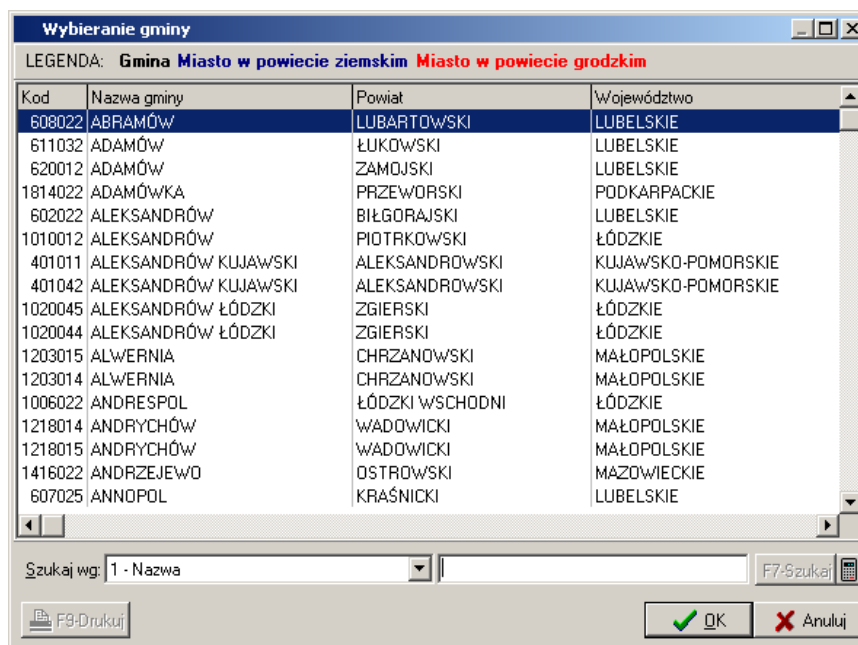 Wybieranie gminy
LEGENDA: Gmina Miasto w powiecie ziemskim Miasto w powiecie grodzkim
Kod Nazwa gminy Powiat Województwo
608022 ABRAMÓW LUBARTOWSKI LUBELSKIE
611032 ADAMÓW ŁUKOWSKI LUBELSKIE
620012 ADAMÓW ZAMOJSKI LUBELSKIE
1814022 ADAMÓWKA PRZEWORSKI PODKARPACKIE
602022 ALEKSANDRÓW BIŁGORAJSKI LUBELSKIE
1010012 ALEKSANDRÓW PIOTRKOWSKI ŁÓDZKIE
401011 ALEKSANDRÓW KUJAWSKI ALEKSANDROWSKI KUJAWSKO-POMORSKIE
401042 ALEKSANDRÓW KUJAWSKI ALEKSANDROWSKI KUJAWSKO-POMORSKIE
1020045 ALEKSANDRÓW ŁÓDZKI ZGIERSKI ŁÓDZKIE
1020044 ALEKSANDRÓW ŁÓDZKI ZGIERSKI ŁÓDZKIE
1203015 ALWERNIA CHRZANOWSKI MAŁOPOLSKIE
1203014 ALWERNIA CHRZANOWSKI MAŁOPOLSKIE
1006022 ANDRESPOL ŁÓDZKI WSCHODNI ŁÓDZKIE
1218014 ANDRYCHÓW WADOWICKI MAŁOPOLSKIE
1218015 ANDRYCHÓW WADOWICKI MAŁOPOLSKIE
1416022 ANDRZEJEWO OSTROWSKI MAZOWIECKIE
607025 ANNOPOL KRAŚNICKI LUBELSKIE
Szukaj wg: 1 - Nazwa F7-Szukaj
F9-Drukuj OK Anuluj